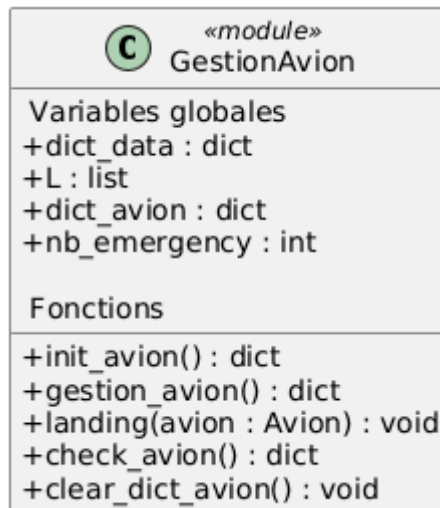 C «module»
GestionAvion
Variables globales
+dict_data : dict
+L : list
+dict_avion : dict
+nb_emergency : int
Fonctions
+init_avion() : dict
+gestion_avion() : dict
+landing(avion : Avion) : void
+check_avion() : dict
+clear_dict_avion() : void